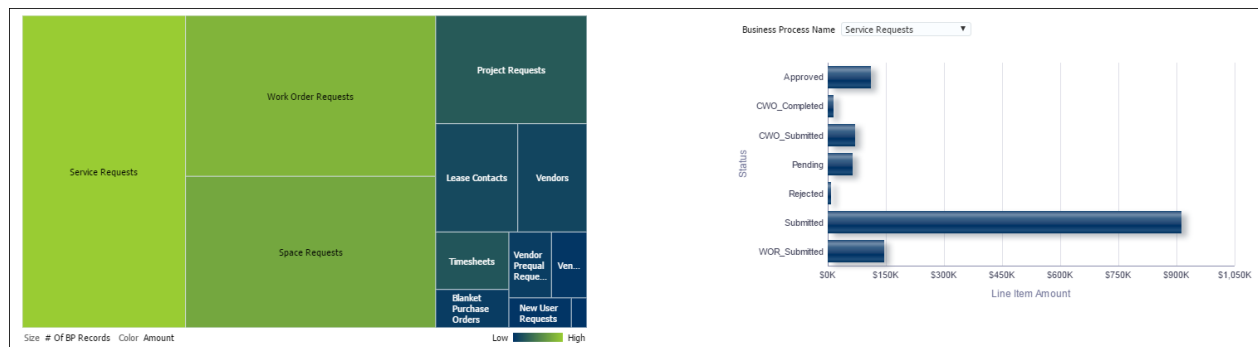 Service Requests
Work Order Requests
Space Requests
Project Requests
Lease Contacts
Vendors
Timesheets
Vendor
Prequal
Reque...
Ven...
Blanket
Purchase
Orders
New User
Requests
Size # Of BP Records Color Amount
Low High
Business Process Name Service Requests
Status
Approved
CWO_Completed
CWO_Submitted
Pending
Rejected
Submitted
WOR_Submitted
$0K $150K $300K $450K $600K $750K $900K $1,050K
Line Item Amount